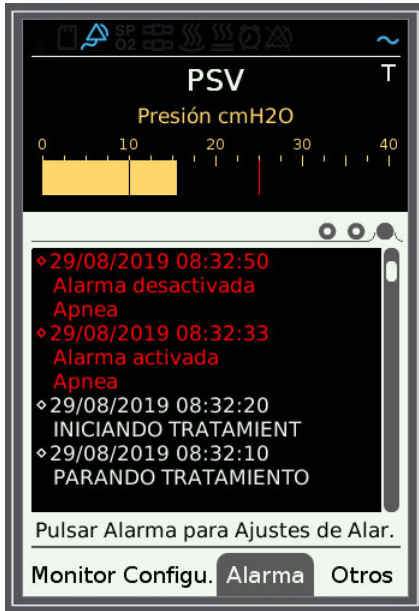 SP
O2
PSV
T
Presión cmH2O
0 10 20 30 40
29/08/2019 08:32:50
Alarma desactivada
Apnea
29/08/2019 08:32:33
Alarma activada
Apnea
29/08/2019 08:32:20
INICIANDO TRATAMIENT
29/08/2019 08:32:10
PARANDO TRATAMIENTO
Pulsar Alarma para Ajustes de Alar.
Monitor Configu. Alarma Otros